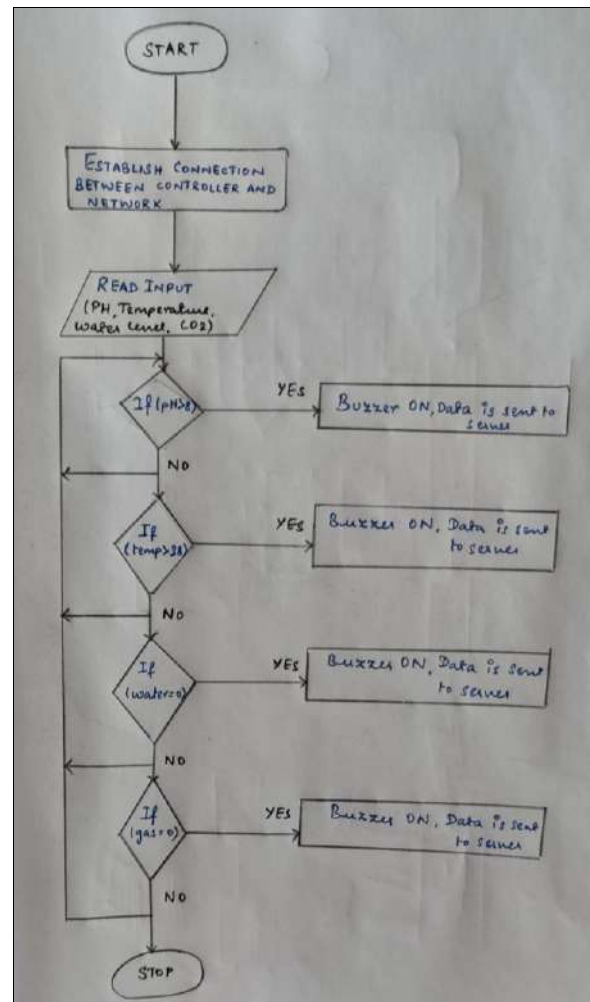 START
ESTABLISH CONNECTION
BETWEEN CONTROLLER AND
NETWORK
READ INPUT
(PH, Temperature,
Water Level, CO2)
If (pH>8)
YES
Buzzer ON, Data is sent to
server
NO
If
(temp>38)
YES
Buzzer ON, Data is sent
to server
NO
If
(water=0)
YES
Buzzer ON, Data is sent
to server
NO
If
(gas=0)
YES
Buzzer ON, Data is sent
to server
NO
STOP